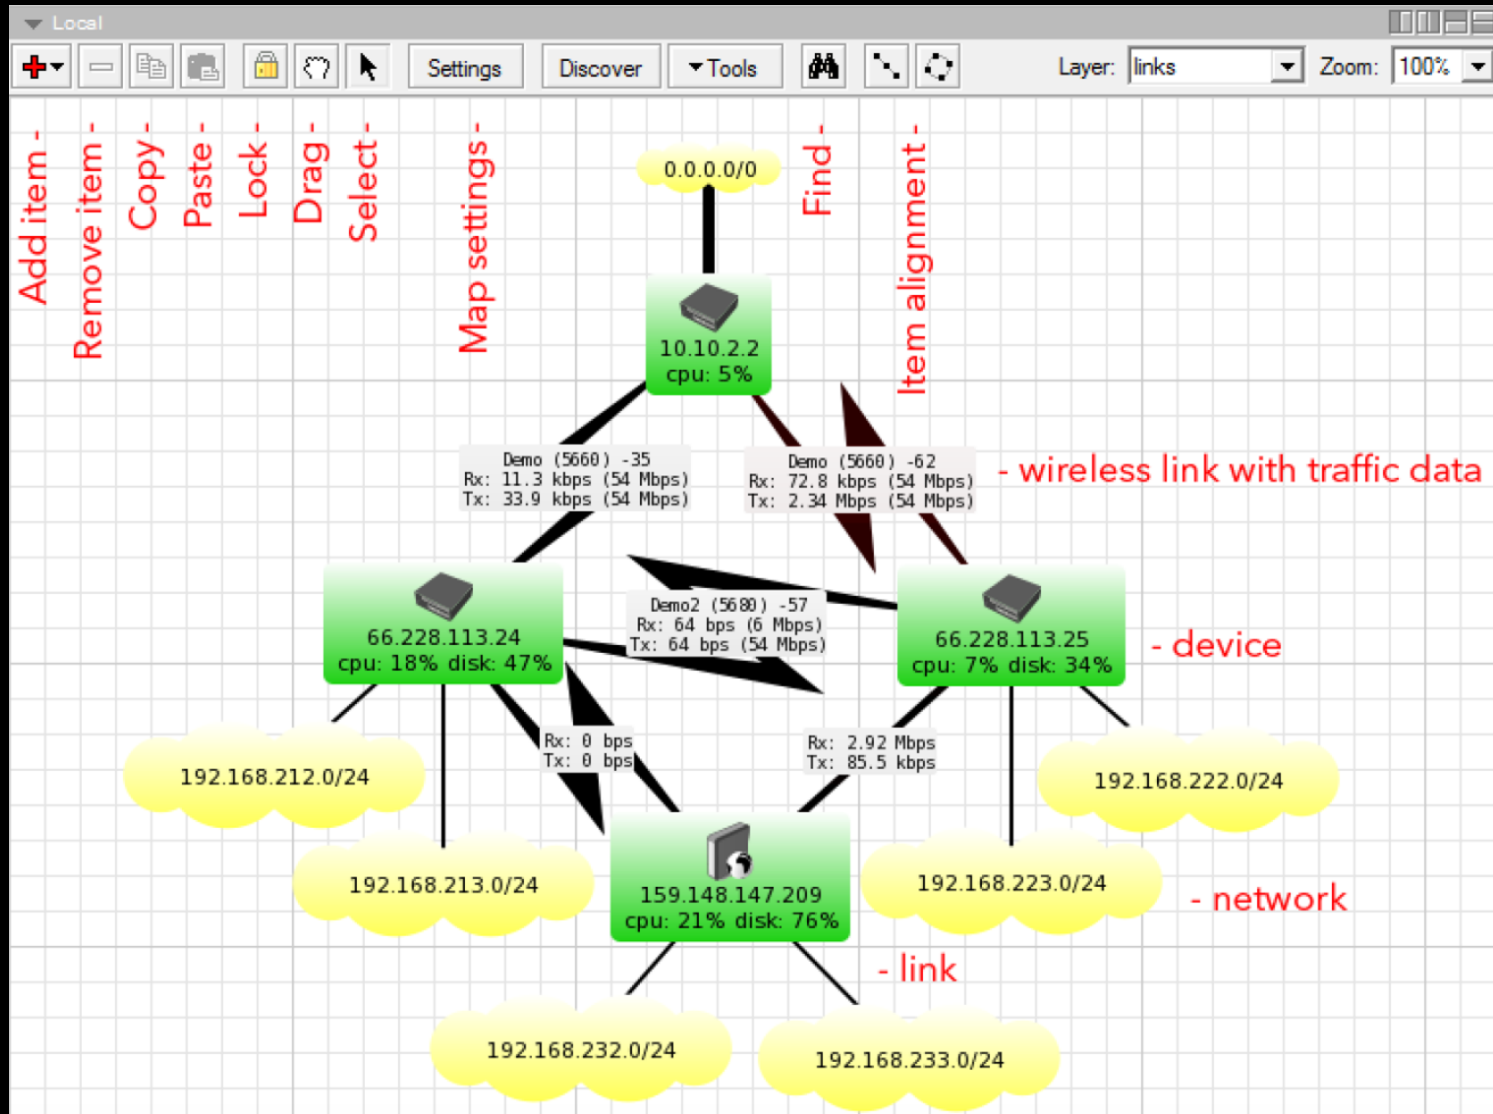 Local
Settings
Discover
Tools
Layer:
links
Zoom:
100%
Add item -
Remove item -
Copy -
Paste -
Lock -
Drag -
Select -
Map settings -
Find -
Item alignment -
0.0.0.0/0
10.10.2.2
cpu: 5%
Demo (5660) -35
Rx: 11.3 kbps (54 Mbps)
Tx: 33.9 kbps (54 Mbps)
Demo (5660) -62
Rx: 72.8 kbps (54 Mbps)
Tx: 2.34 Mbps (54 Mbps)
- wireless link with traffic data
66.228.113.24
cpu: 18% disk: 47%
Demo2 (5680) -57
Rx: 64 bps (6 Mbps)
Tx: 64 bps (54 Mbps)
66.228.113.25
cpu: 7% disk: 34%
- device
Rx: 0 bps
Tx: 0 bps
Rx: 2.92 Mbps
Tx: 85.5 kbps
192.168.212.0/24
192.168.222.0/24
192.168.213.0/24
159.148.147.209
cpu: 21% disk: 76%
192.168.223.0/24
- network
- link
192.168.232.0/24
192.168.233.0/24